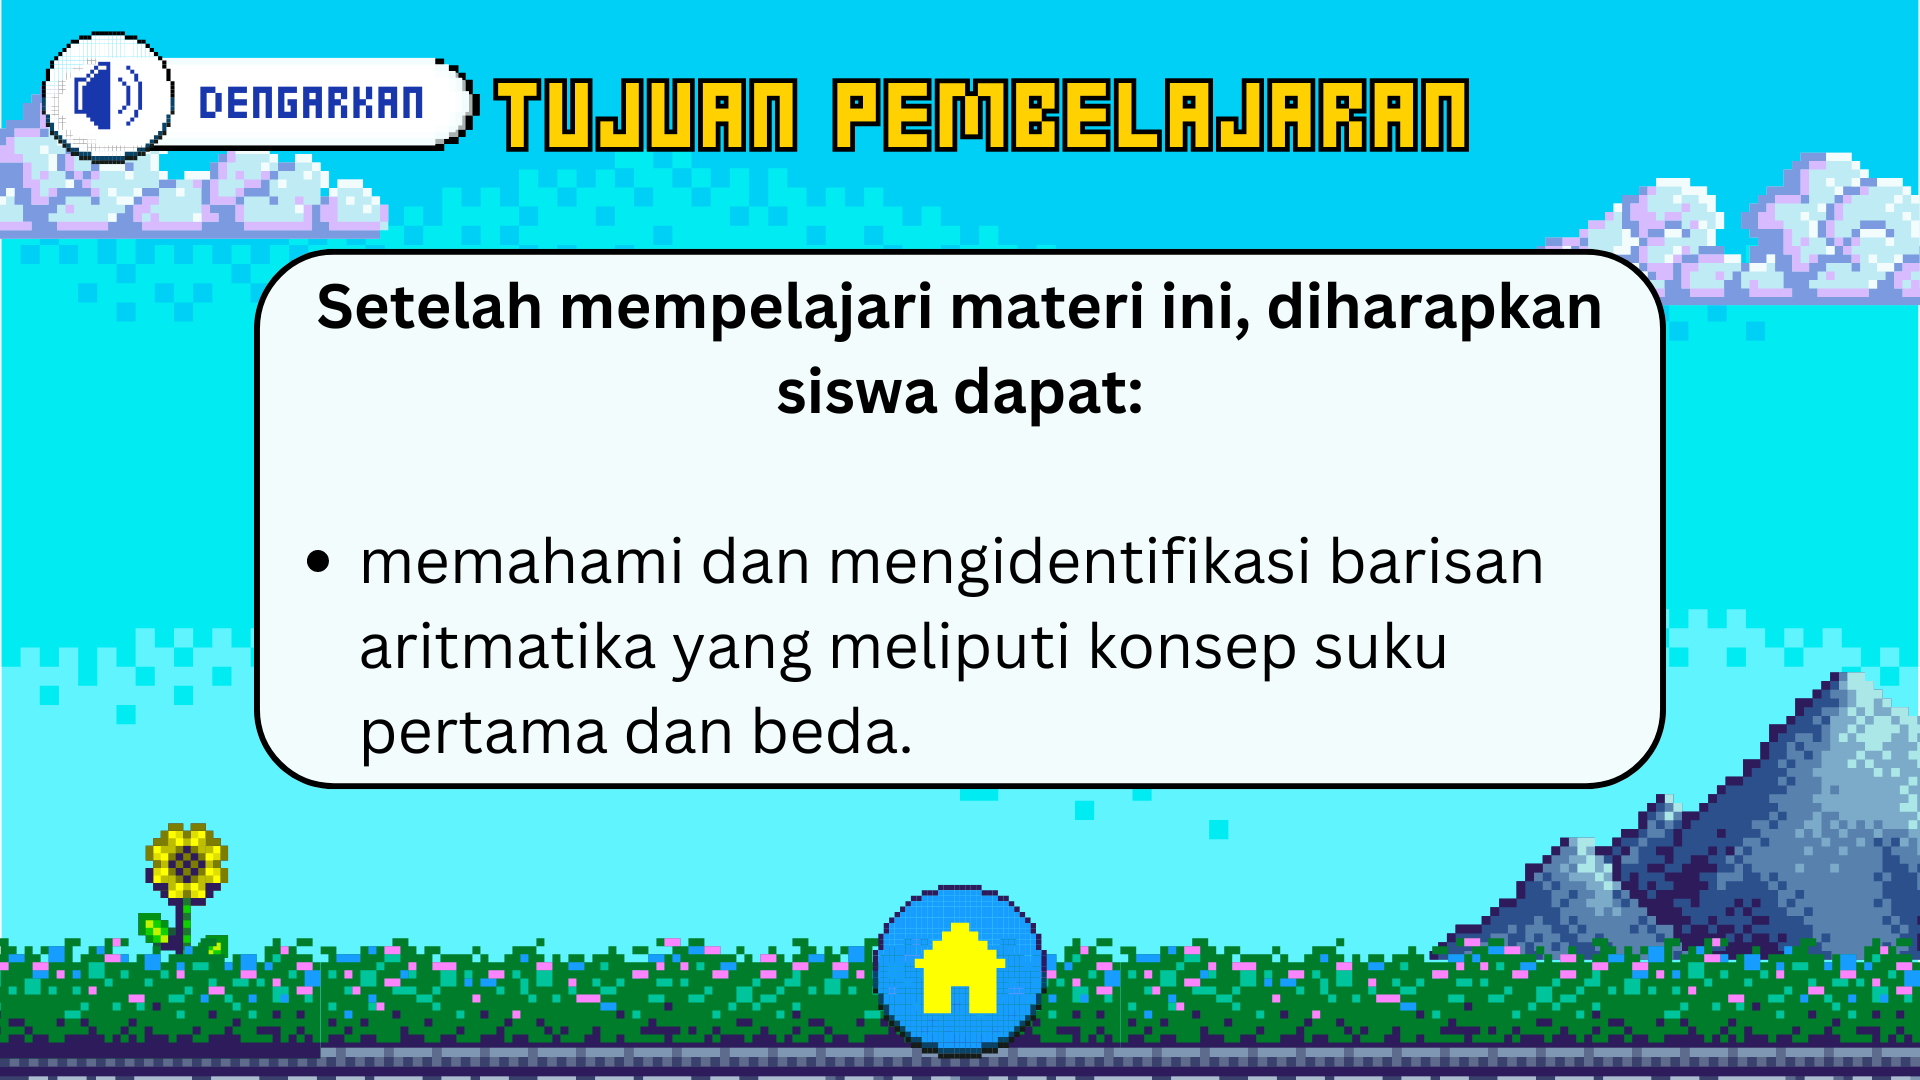 DENGARKAN
TUJUAN PEMBELAJARAN
Setelah mempelajari materi ini, diharapkan
siswa dapat:
• memahami dan mengidentifikasi barisan
aritmatika yang meliputi konsep suku
pertama dan beda.